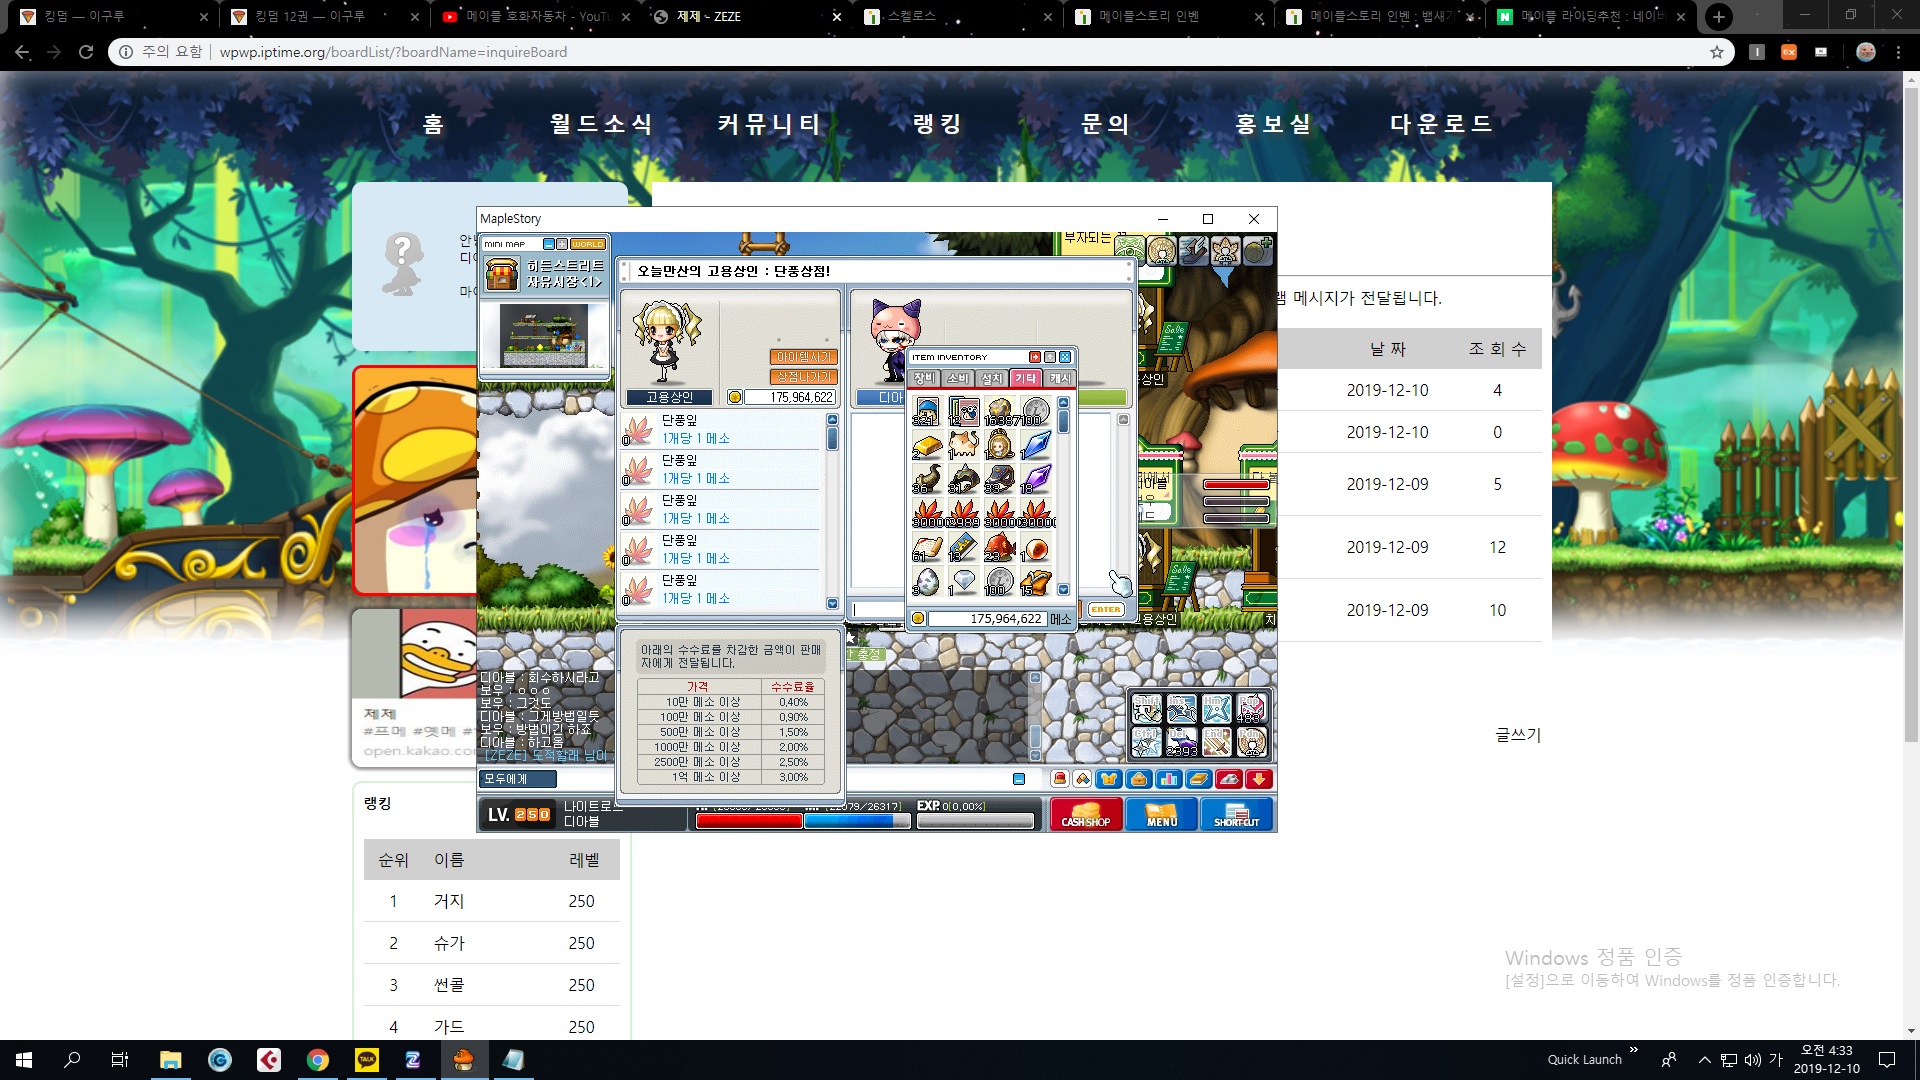 킹덤 — 이구루
킹덤 12권 — 이구루
메이플 호화자동차 - YouTu
제제 - ZEZE
스켈로스
메이플스토리 인벤
메이플스토리 인벤 : 뱁새가
메이플 라이딩추천 : 네이버
주의 요함
wpwp.iptime.org/boardList/?boardName=inquireBoard
홈
월드소식
커뮤니티
랭킹
문의
홍보실
다운로드
MapleStory
MINI MAP
WORLD
히든스트리트
자유시장<1>
부자되는
오늘만산의 고용상인 : 단풍상점!
램 메시지가 전달됩니다.
날 짜
조 회 수
2019-12-10
4
2019-12-10
0
2019-12-09
5
2019-12-09
12
2019-12-09
10
글쓰기
아이템사기
상점나가기
고용상인
175,964,622
단풍잎
1개당 1 메소
단풍잎
1개당 1 메소
단풍잎
1개당 1 메소
단풍잎
1개당 1 메소
단풍잎
1개당 1 메소
ITEM INVENTORY
장비
소비
설치
기타
캐시
175,964,622 메소
ENTER
아래의 수수료를 차감한 금액이 판매
자에게 전달됩니다.
가격
수수료율
10만 메소 이상
0.40%
100만 메소 이상
0.90%
500만 메소 이상
1.50%
1000만 메소 이상
2.00%
2500만 메소 이상
2.50%
1억 메소 이상
3.00%
디아블 : 회수하시라고
보우 : ㅇㅇㅇ
보우 : 그것도
디아블 : 그게방법일듯
보우 : 방법이긴 하죠
디아블 : 하고옴
[ZEZE] 도적할래 님이
모두에게
LV. 250
나이트로드
디아블
EXP. 0[0.00%]
CASH SHOP
MENU
SHORTCUT
제제
open.kakao.com
랭킹
순위
이름
레벨
1
거지
250
2
슈가
250
3
썬콜
250
4
가드
250
Windows 정품 인증
[설정]으로 이동하여 Windows를 정품 인증합니다.
Quick Launch
가
오전 4:33
2019-12-10